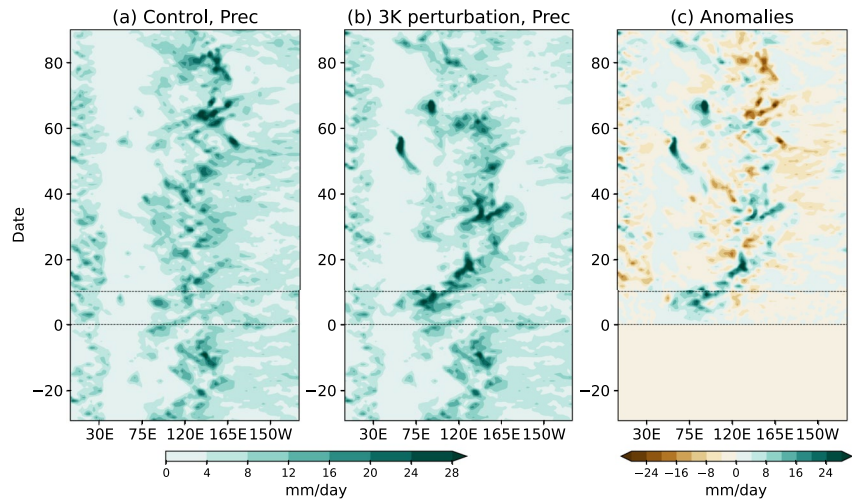 (a) Control, Prec
(b) 3K perturbation, Prec
(c) Anomalies
Date
80
60
40
20
0
−20
30E 75E 120E 165E 150W
80
60
40
20
0
−20
30E 75E 120E 165E 150W
80
60
40
20
0
−20
30E 75E 120E 165E 150W
0 4 8 12 16 20 24 28
mm/day
−24 −16 −8 0 8 16 24
mm/day